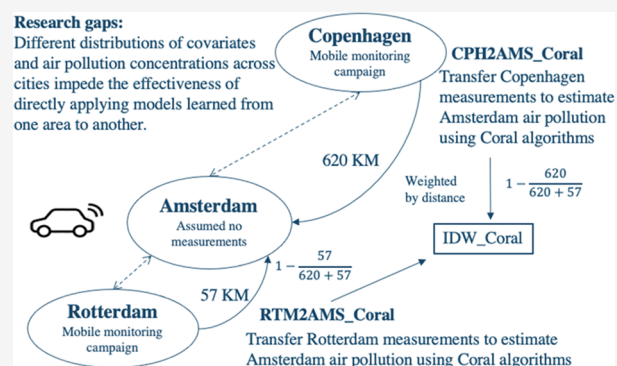 Research gaps:
Different distributions of covariates
and air pollution concentrations across
cities impede the effectiveness of
directly applying models learned from
one area to another.
Copenhagen
Mobile monitoring
campaign
CPH2AMS_Coral
Transfer Copenhagen
measurements to estimate
Amsterdam air pollution
using Coral algorithms
620 KM
Weighted
by distance
1 − 620 / 620 + 57
IDW_Coral
Amsterdam
Assumed no
measurements
1 − 57 / 620 + 57
57 KM
Rotterdam
Mobile monitoring
campaign
RTM2AMS_Coral
Transfer Rotterdam measurements to estimate
Amsterdam air pollution using Coral algorithms